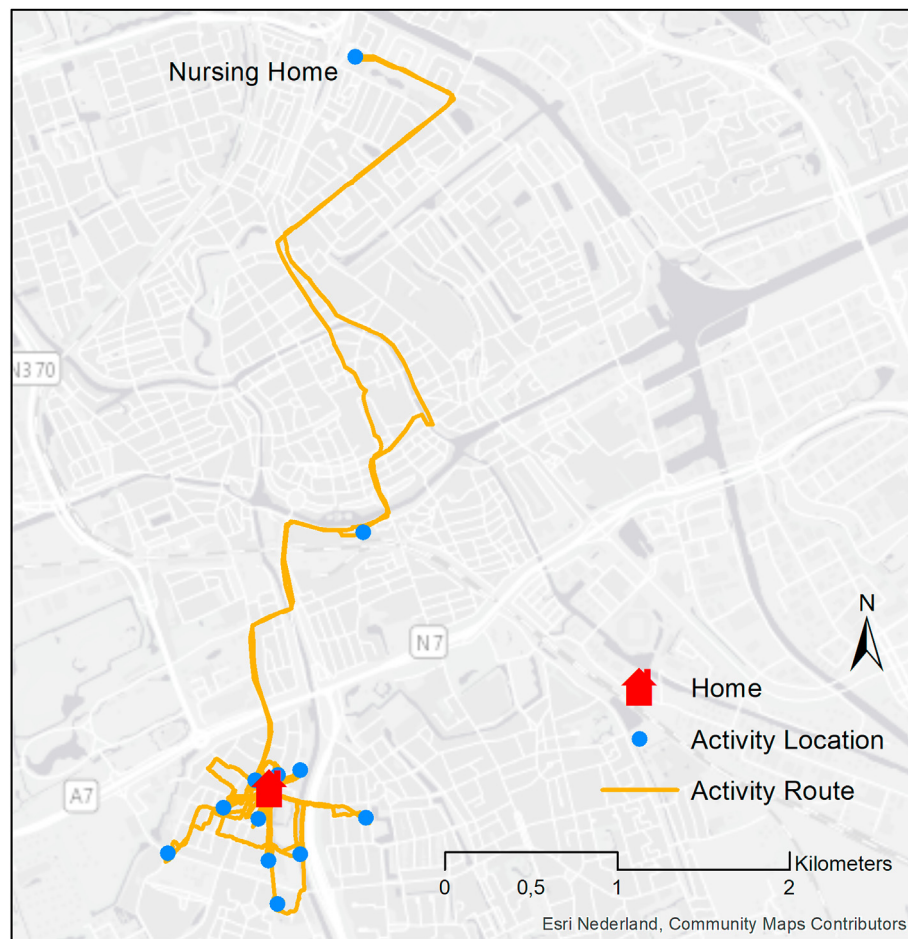 Nursing Home
N370
N
N7
Home
Activity Location
A7
Activity Route
Kilometers
0 0,5 1 2
Esri Nederland, Community Maps Contributors